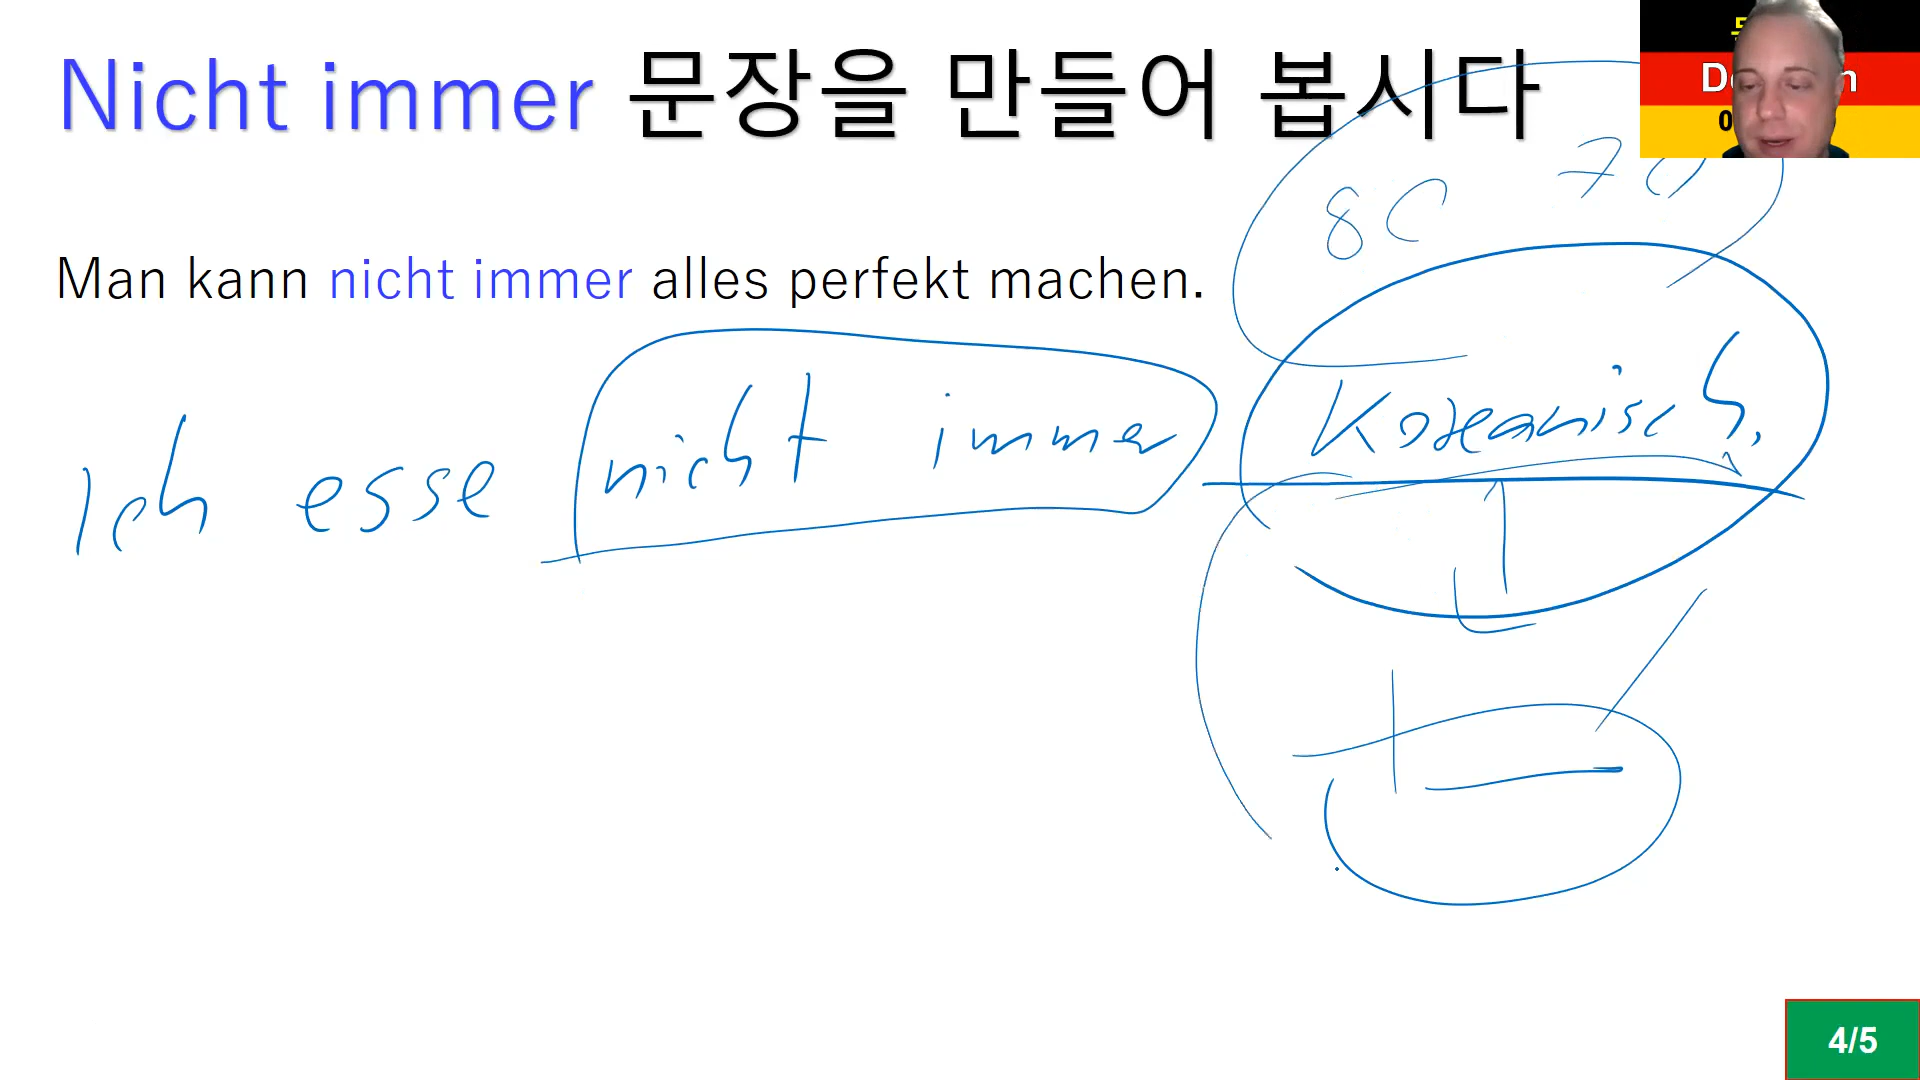 Nicht immer 문장을 만들어 봅시다
Man kann nicht immer alles perfekt machen.
80 70
Ich esse nicht immer Koreanisch.
4/5